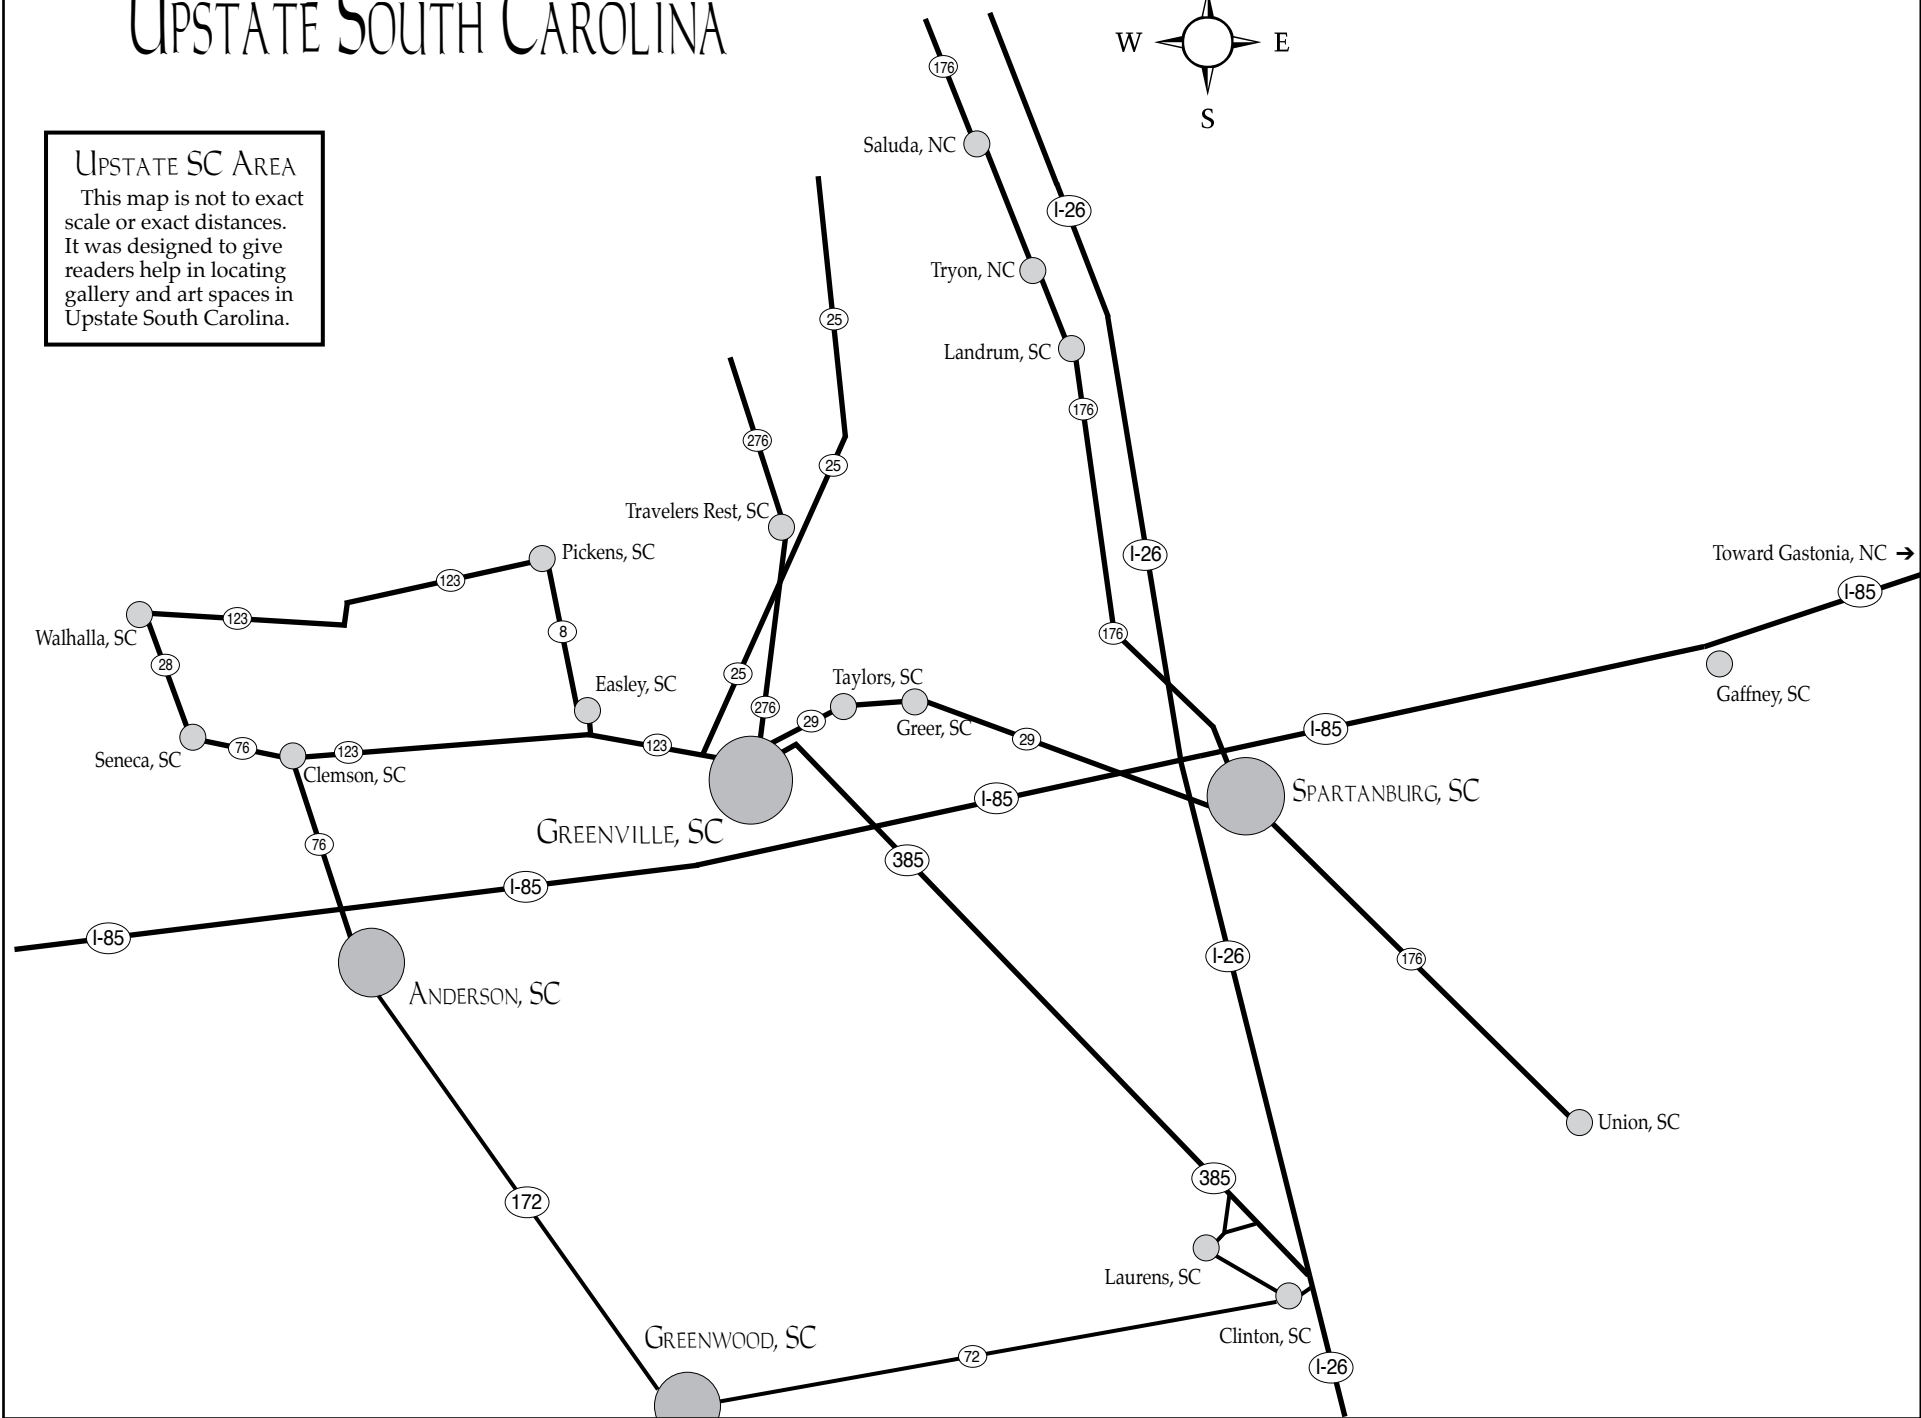 UPSTATE SOUTH CAROLINA
W E
S
176
Saluda, NC
UPSTATE SC AREA
This map is not to exact
scale or exact distances.
It was designed to give
readers help in locating
gallery and art spaces in
Upstate South Carolina.
I-26
Tryon, NC
25
Landrum, SC
176
276
25
Travelers Rest, SC
Pickens, SC
I-26
Toward Gastonia, NC ➔
123
I-85
123
8
176
Walhalla, SC
28
25
Taylors, SC
Gaffney, SC
Easley, SC
276
29
Greer, SC
29
I-85
Seneca, SC
76
123
123
Clemson, SC
SPARTANBURG, SC
I-85
GREENVILLE, SC
76
385
I-85
I-85
I-26
176
ANDERSON, SC
Union, SC
385
172
Laurens, SC
GREENWOOD, SC
Clinton, SC
72
I-26